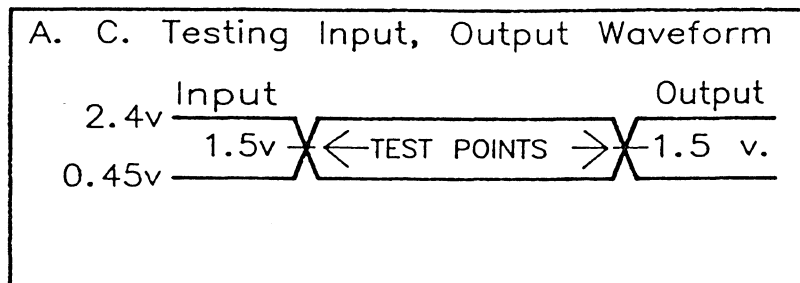 A. C. Testing Input, Output Waveform
Input Output
2.4v
1.5v TEST POINTS 1.5 v.
0.45v